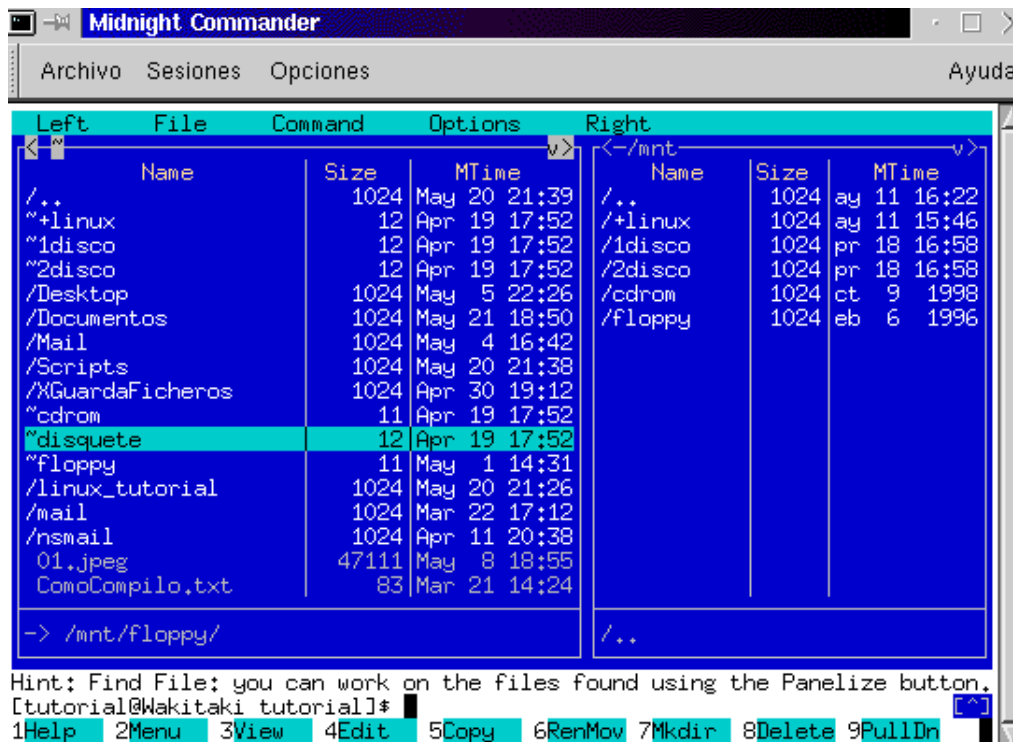 Midnight Commander
Archivo Sesiones Opciones Ayuda
Left File Command Options Right
<~ v> <-/mnt v>
Name Size MTime Name Size MTime
/.. 1024 May 20 21:39 /.. 1024 ay 11 16:22
~+linux 12 Apr 19 17:52 /+linux 1024 ay 11 15:46
~1disco 12 Apr 19 17:52 /1disco 1024 pr 18 16:58
~2disco 12 Apr 19 17:52 /2disco 1024 pr 18 16:58
/Desktop 1024 May 5 22:26 /cdrom 1024 ct 9 1998
/Documentos 1024 May 21 18:50 /floppy 1024 eb 6 1996
/Mail 1024 May 4 16:42
/Scripts 1024 May 20 21:38
/XGuardaFicheros 1024 Apr 30 19:12
~cdrom 11 Apr 19 17:52
~disquete 12 Apr 19 17:52
~floppy 11 May 1 14:31
/linux_tutorial 1024 May 20 21:26
/mail 1024 Mar 22 17:12
/nsmail 1024 Apr 11 20:38
01.jpeg 47111 May 8 18:55
ComoCompilo.txt 83 Mar 21 14:24
-> /mnt/floppy/ /..
Hint: Find File: you can work on the files found using the Panelize button.
[tutorial@Wakitaki tutorial]$ [^]
1Help 2Menu 3View 4Edit 5Copy 6RenMov 7Mkdir 8Delete 9PullDn